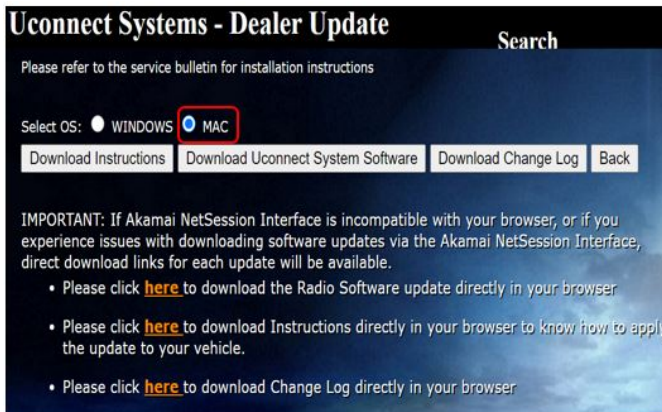 Uconnect Systems - Dealer Update
Search
Please refer to the service bulletin for installation instructions
Select OS: WINDOWS MAC
Download Instructions Download Uconnect System Software Download Change Log Back
IMPORTANT: If Akamai NetSession Interface is incompatible with your browser, or if you
experience issues with downloading software updates via the Akamai NetSession Interface,
direct download links for each update will be available.
• Please click here to download the Radio Software update directly in your browser
• Please click here to download Instructions directly in your browser to know how to apply
the update to your vehicle.
• Please click here to download Change Log directly in your browser